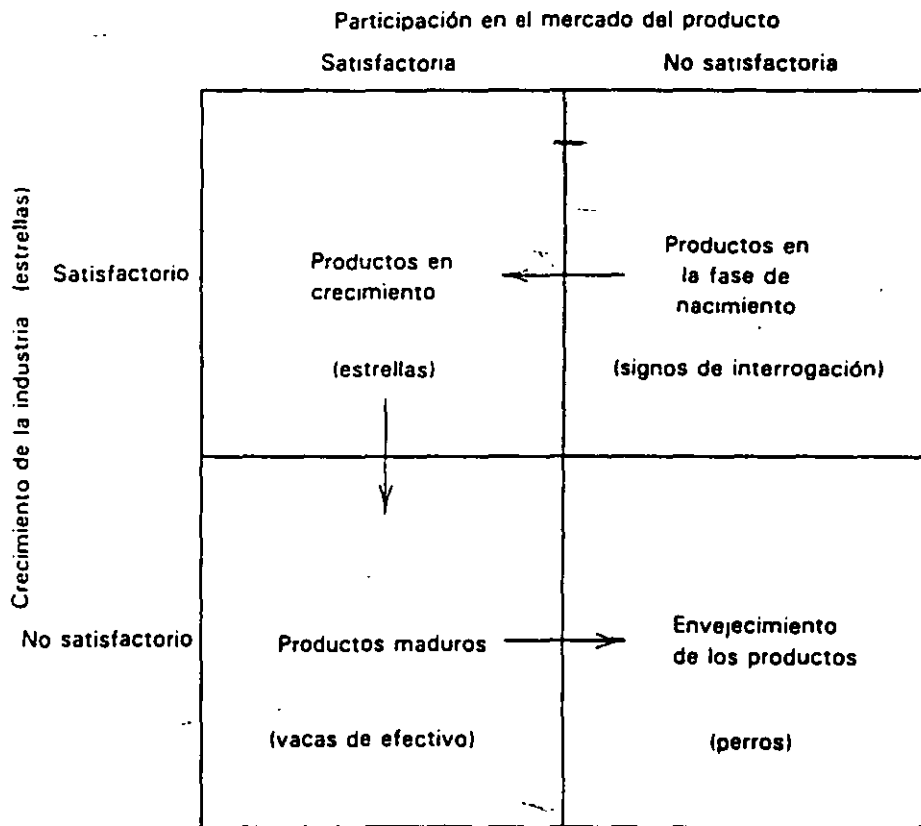 Participación en el mercado del producto
Satisfactoria
No satisfactoria
Crecimiento de la industria (estrellas)
Satisfactorio
Productos en
crecimiento
(estrellas)
Productos en
la fase de
nacimiento
(signos de interrogación)
No satisfactorio
Productos maduros
(vacas de efectivo)
Envejecimiento
de los productos
(perros)